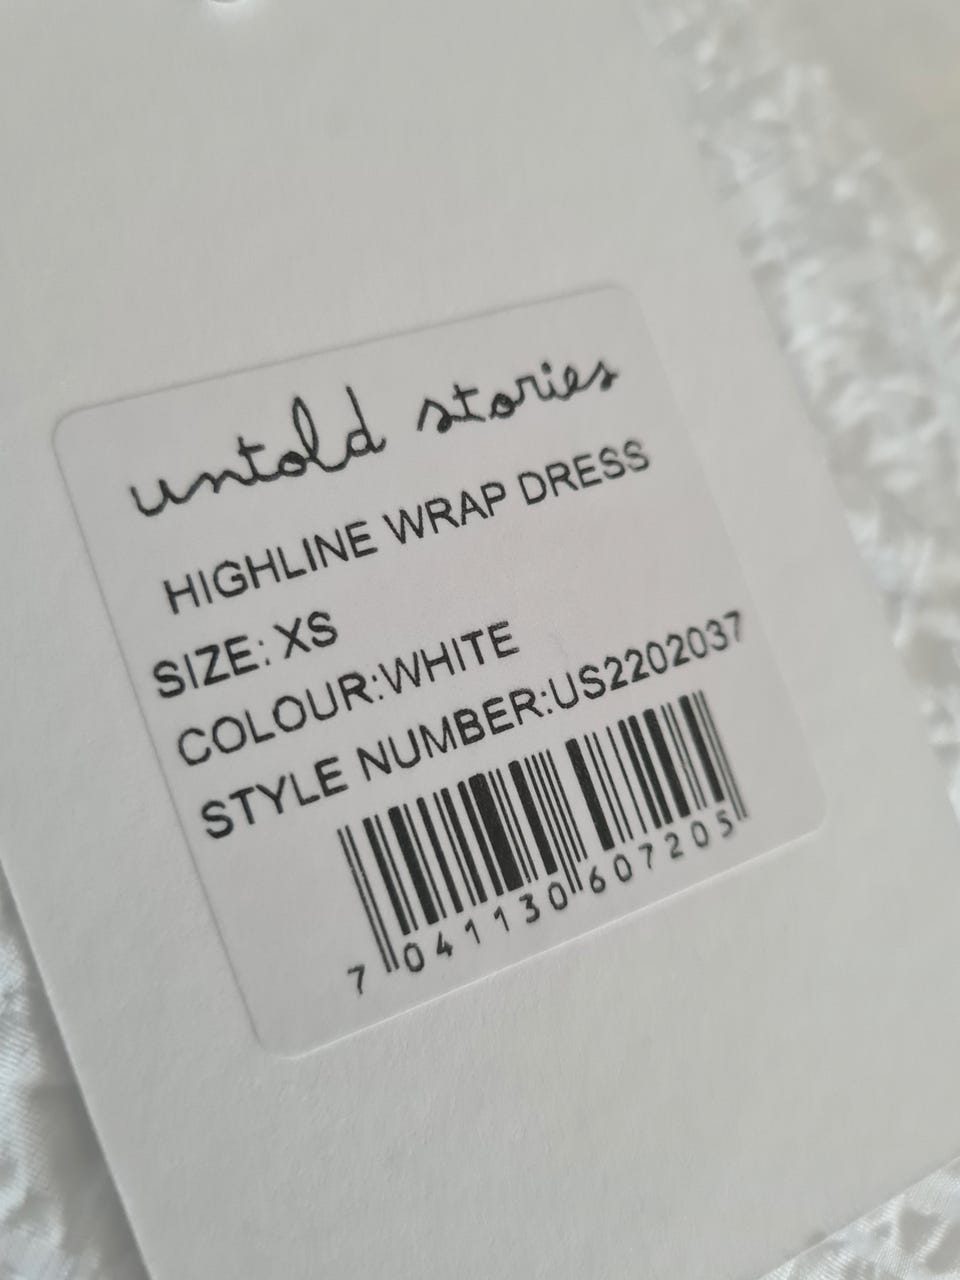 untold stories
HIGHLINE WRAP DRESS
SIZE: XS
COLOUR:WHITE
STYLE NUMBER:US2202037
7 041130 607205